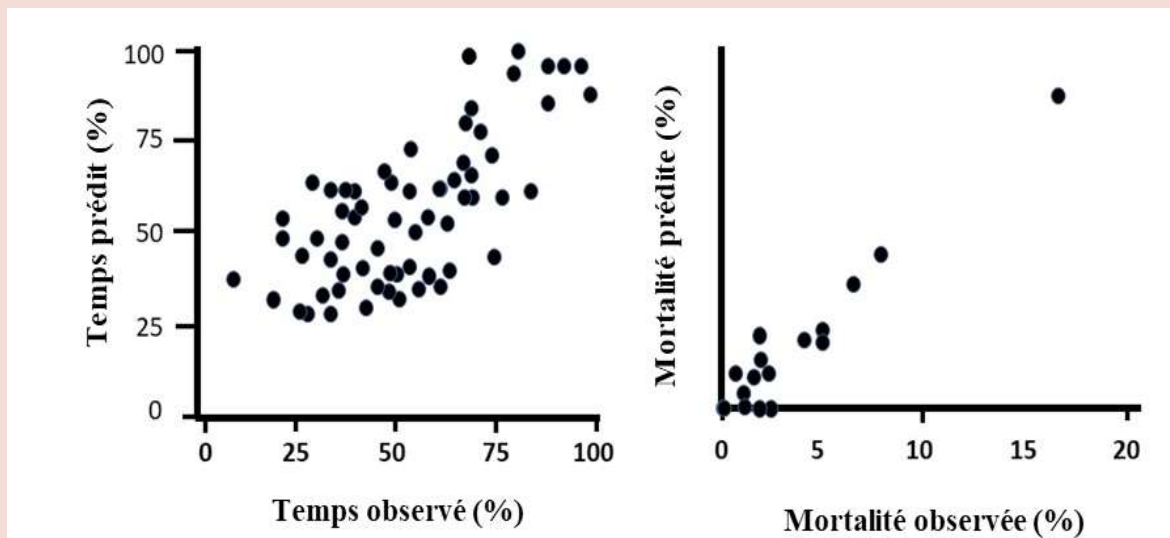 Temps prédit (%)
100
75
50
25
0
0 25 50 75 100
Temps observé (%)
Mortalité prédite (%)
0 5 10 15 20
Mortalité observée (%)